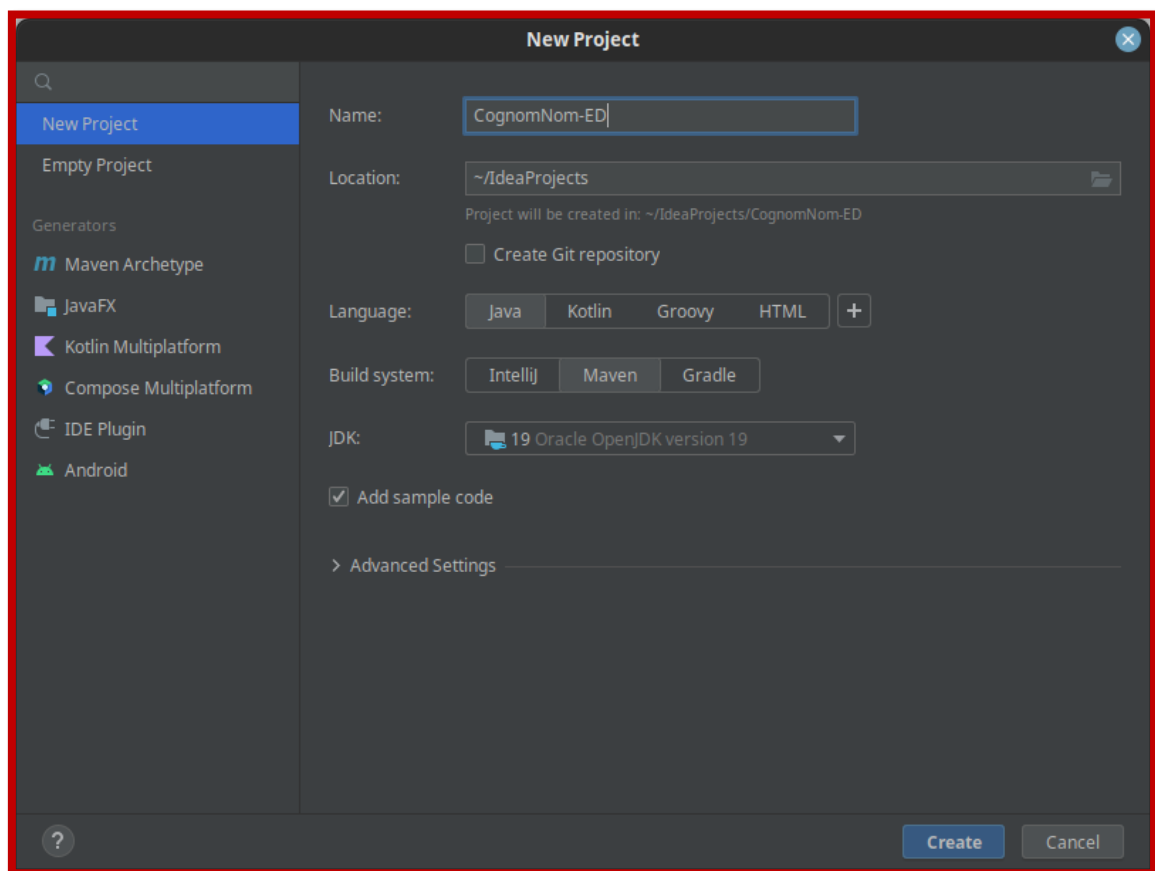 New Project
New Project
Empty Project
Generators
Maven Archetype
JavaFX
Kotlin Multiplatform
Compose Multiplatform
IDE Plugin
Android
Name:
CognomNom-ED
Location:
~/IdeaProjects
Project will be created in: ~/IdeaProjects/CognomNom-ED
Create Git repository
Language:
Java Kotlin Groovy HTML +
Build system:
IntelliJ Maven Gradle
JDK:
19 Oracle OpenJDK version 19
Add sample code
Advanced Settings
?
Create Cancel